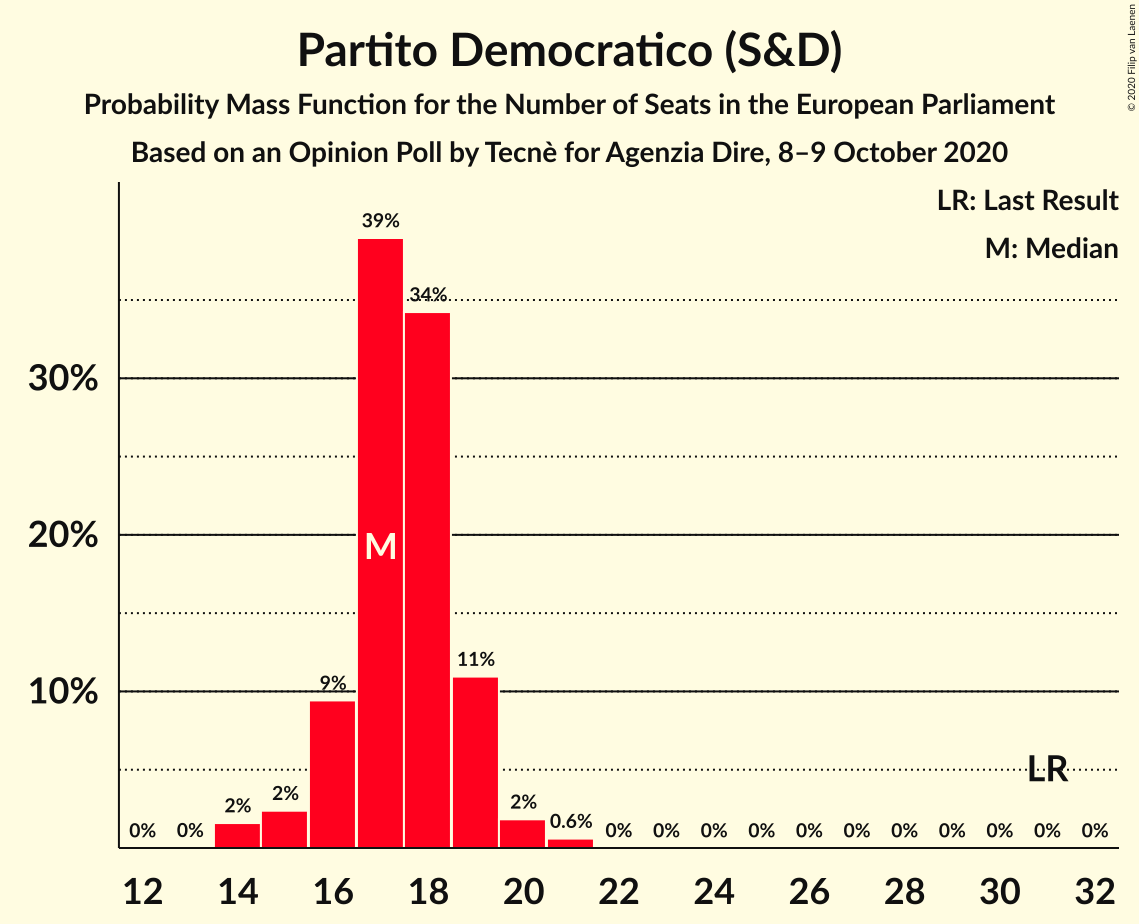 Partito Democratico (S&D)
Probability Mass Function for the Number of Seats in the European Parliament
Based on an Opinion Poll by Tecnè for Agenzia Dire, 8–9 October 2020
© 2020 Filip van Laenen
LR: Last Result
M: Median
39%
34%
30%
20%
M
11%
10%
9%
LR
2%
2%
2%
0.6%
0% 0% 0% 0% 0% 0% 0% 0% 0% 0% 0% 0% 0%
12 14 16 18 20 22 24 26 28 30 32